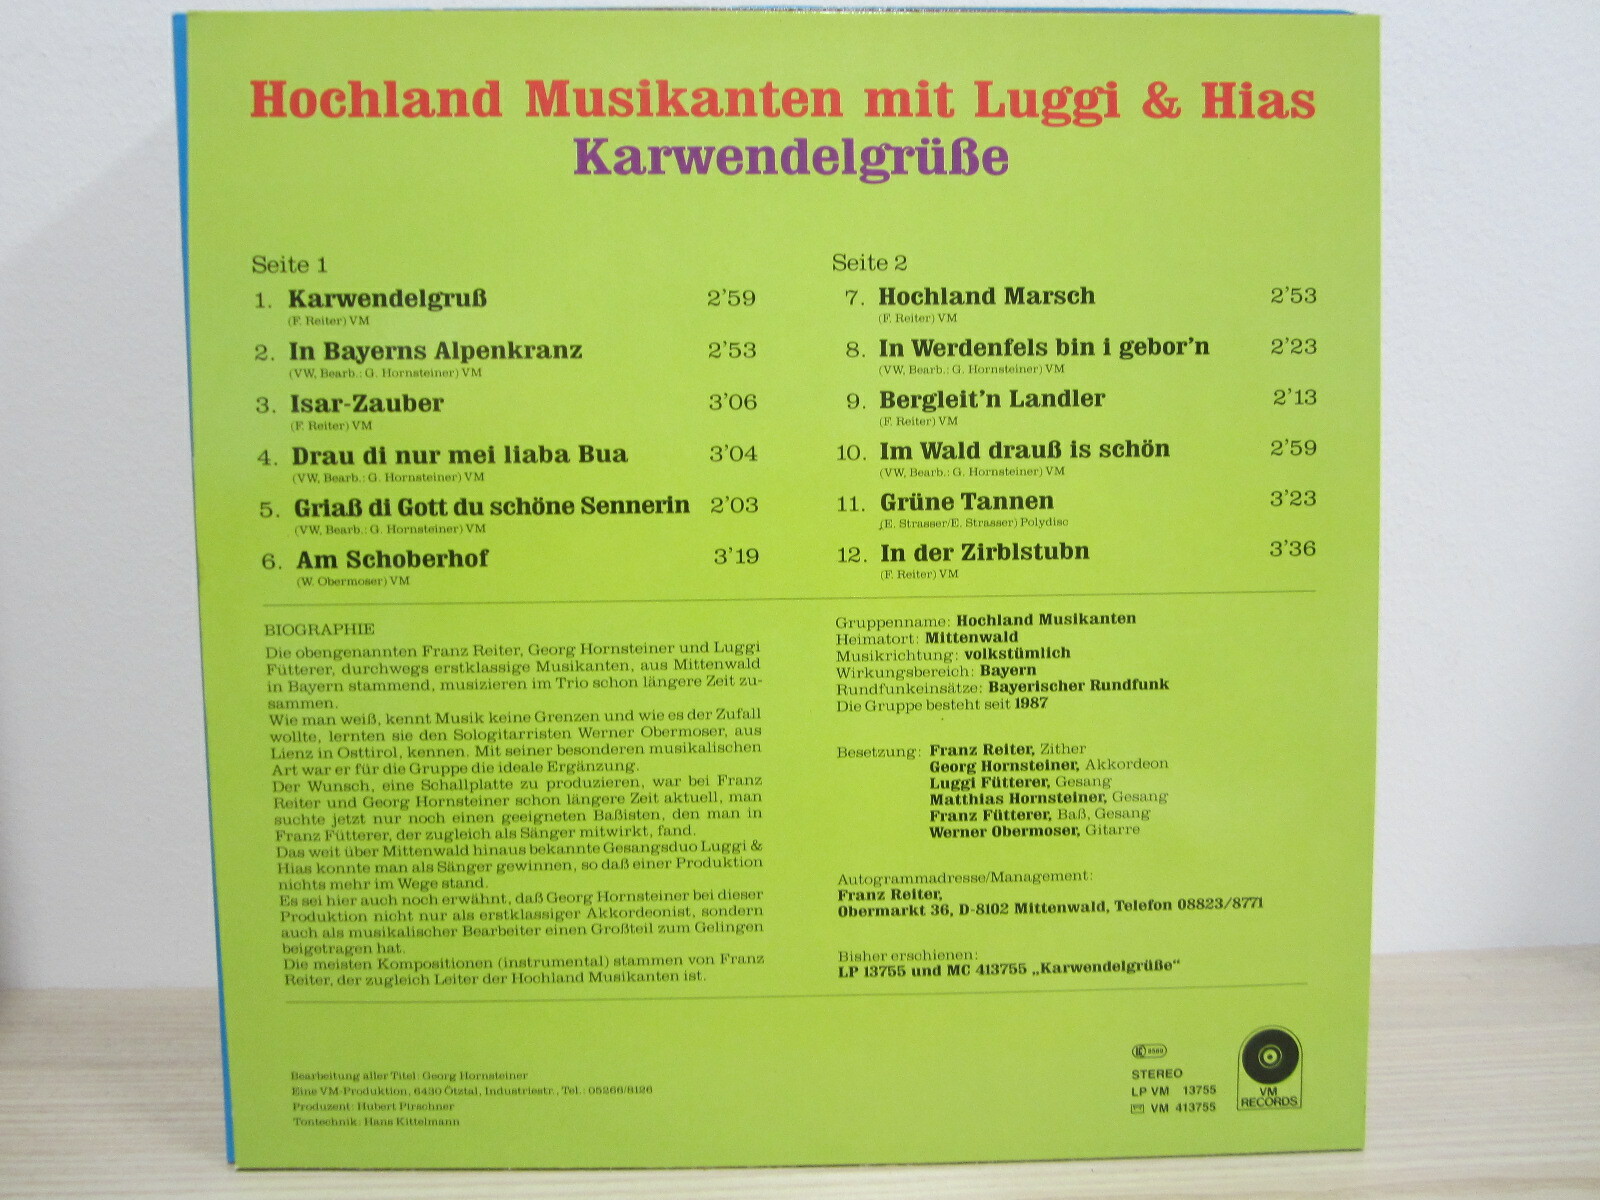 Hochland Musikanten mit Luggi & Hias
Karwendelgrüße
Seite 1
1. Karwendelgruß 2'59
(F. Reiter) VM
2. In Bayerns Alpenkranz 2'53
(VW, Bearb.: G. Hornsteiner) VM
3. Isar-Zauber 3'06
(F. Reiter) VM
4. Drau di nur mei liaba Bua 3'04
(VW, Bearb.: G. Hornsteiner) VM
5. Griaß di Gott du schöne Sennerin 2'03
(VW, Bearb.: G. Hornsteiner) VM
6. Am Schoberhof 3'19
(W. Obermoser) VM
Seite 2
7. Hochland Marsch 2'53
(F. Reiter) VM
8. In Werdenfels bin i gebor'n 2'23
(VW, Bearb.: G. Hornsteiner) VM
9. Bergleit'n Landler 2'13
(F. Reiter) VM
10. Im Wald drauß is schön 2'59
(VW, Bearb.: G. Hornsteiner) VM
11. Grüne Tannen 3'23
(E. Strasser/E. Strasser) Polydisc
12. In der Zirblstubn 3'36
(F. Reiter) VM
BIOGRAPHIE
Die obengenannten Franz Reiter, Georg Hornsteiner und Luggi
Fütterer, durchwegs erstklassige Musikanten, aus Mittenwald
in Bayern stammend, musizieren im Trio schon längere Zeit zu-
sammen.
Wie man weiß, kennt Musik keine Grenzen und wie es der Zufall
wollte, lernten sie den Sologitarristen Werner Obermoser, aus
Lienz in Osttirol, kennen. Mit seiner besonderen musikalischen
Art war er für die Gruppe die ideale Ergänzung.
Der Wunsch, eine Schallplatte zu produzieren, war bei Franz
Reiter und Georg Hornsteiner schon längere Zeit aktuell, man
suchte jetzt nur noch einen geeigneten Baßisten, den man in
Franz Fütterer, der zugleich als Sänger mitwirkt, fand.
Das weit über Mittenwald hinaus bekannte Gesangsduo Luggi &
Hias konnte man als Sänger gewinnen, so daß einer Produktion
nichts mehr im Wege stand.
Es sei hier auch noch erwähnt, daß Georg Hornsteiner bei dieser
Produktion nicht nur als erstklassiger Akkordeonist, sondern
auch als musikalischer Bearbeiter einen Großteil zum Gelingen
beigetragen hat.
Die meisten Kompositionen (instrumental) stammen von Franz
Reiter, der zugleich Leiter der Hochland Musikanten ist.
Gruppenname: Hochland Musikanten
Heimatort: Mittenwald
Musikrichtung: volkstümlich
Wirkungsbereich: Bayern
Rundfunkeinsätze: Bayerischer Rundfunk
Die Gruppe besteht seit 1987
Besetzung: Franz Reiter, Zither
Georg Hornsteiner, Akkordeon
Luggi Fütterer, Gesang
Matthias Hornsteiner, Gesang
Franz Fütterer, Baß, Gesang
Werner Obermoser, Gitarre
Autogrammadresse/Management:
Franz Reiter,
Obermarkt 36, D-8102 Mittenwald, Telefon 08823/8771
Bisher erschienen:
LP 13755 und MC 413755 „Karwendelgrüße“
Bearbeitung aller Titel: Georg Hornsteiner
Eine VM-Produktion, 6430 Ötztal, Industriestr., Tel.: 05266/8126
Produzent: Hubert Pirschner
Tontechnik: Hans Kittelmann
STEREO
LP VM 13755
VM 413755
VM
RECORDS